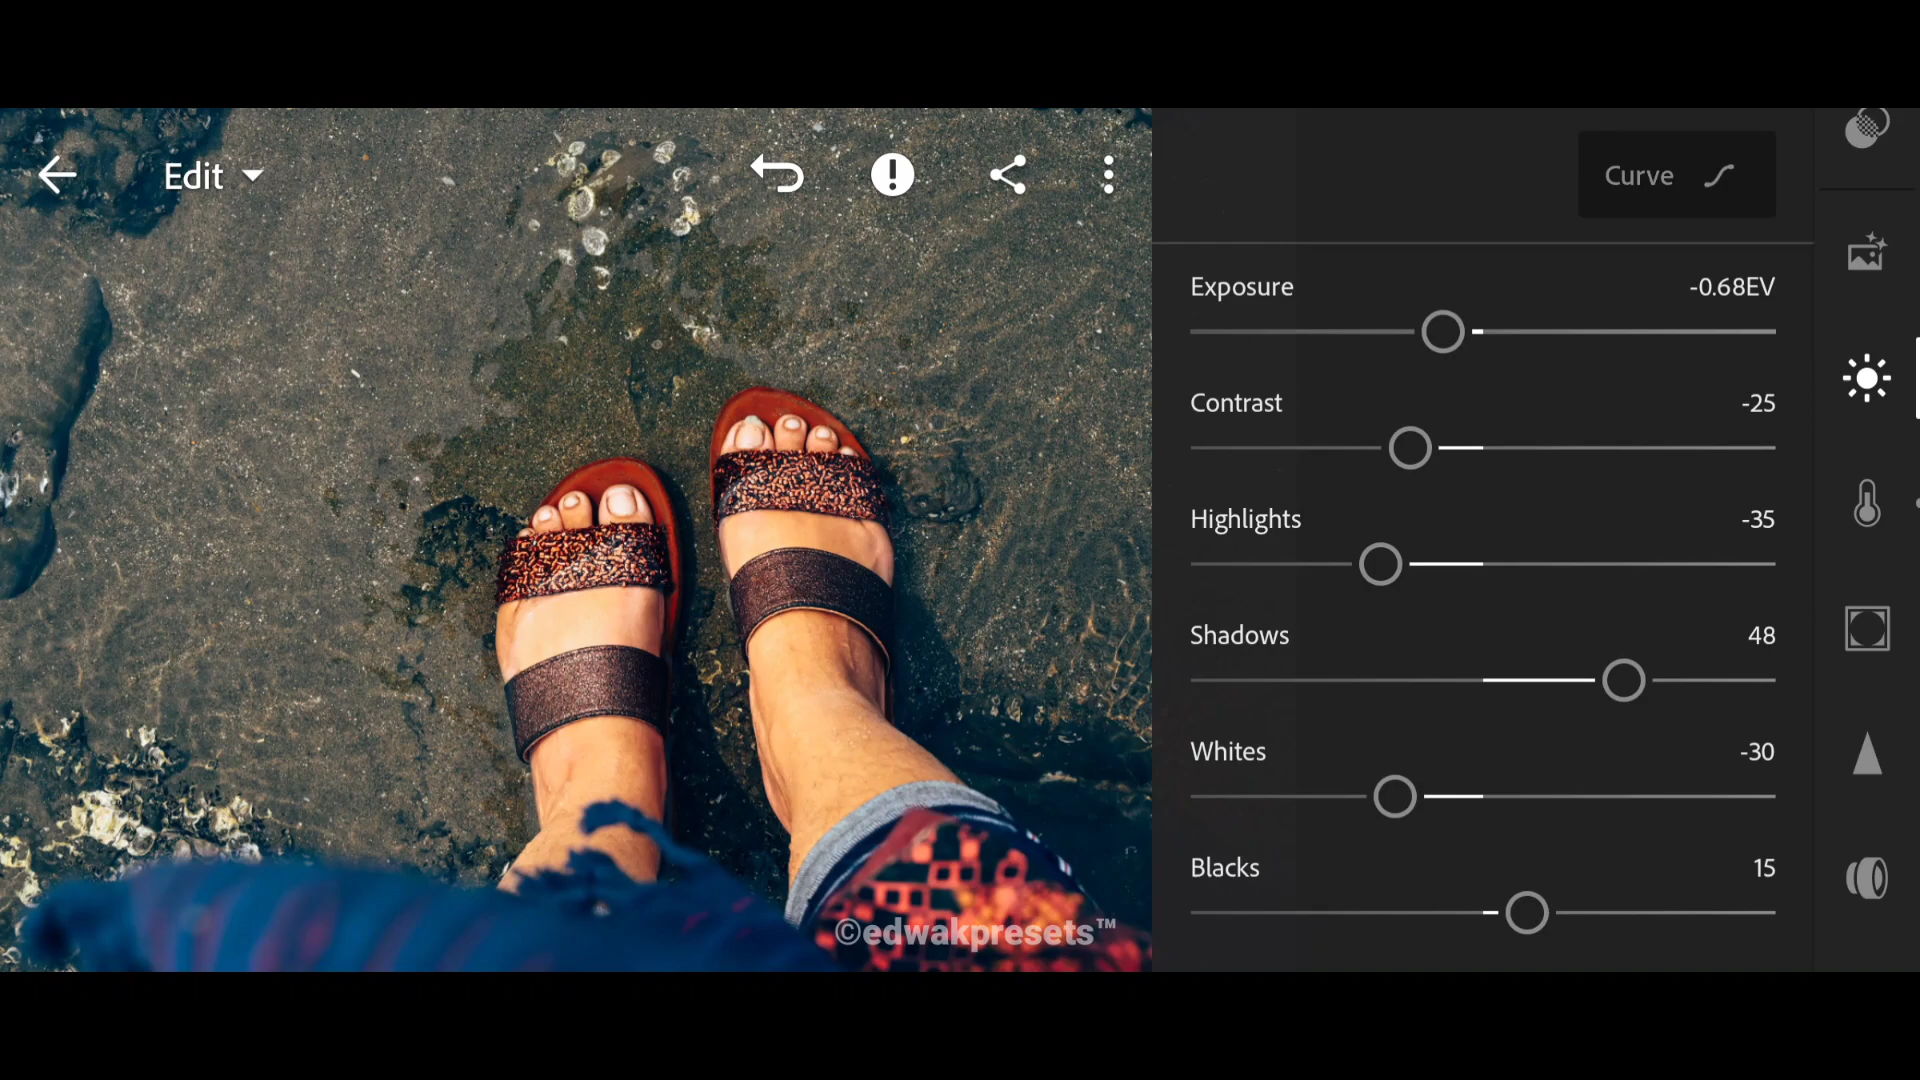 Edit
Curve
Exposure -0.68EV
Contrast -25
Highlights -35
Shadows 48
Whites -30
Blacks 15
©edwakpresets™